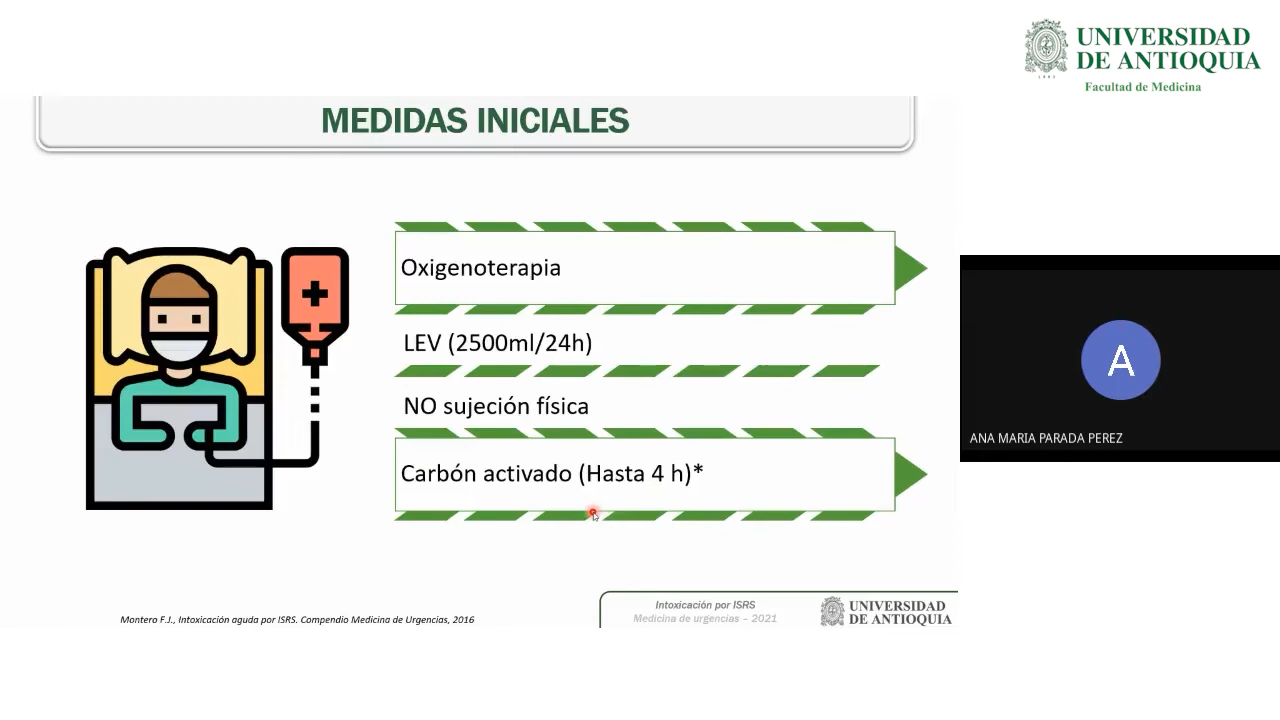 UNIVERSIDAD
DE ANTIOQUIA
1803
Facultad de Medicina
MEDIDAS INICIALES
Oxigenoterapia
LEV (2500ml/24h)
NO sujeción física
Carbón activado (Hasta 4 h)*
A
ANA MARIA PARADA PEREZ
Montero F.J., Intoxicación aguda por ISRS. Compendio Medicina de Urgencias, 2016
Intoxicación por ISRS
Medicina de urgencias – 2021
UNIVERSIDAD
DE ANTIOQUIA